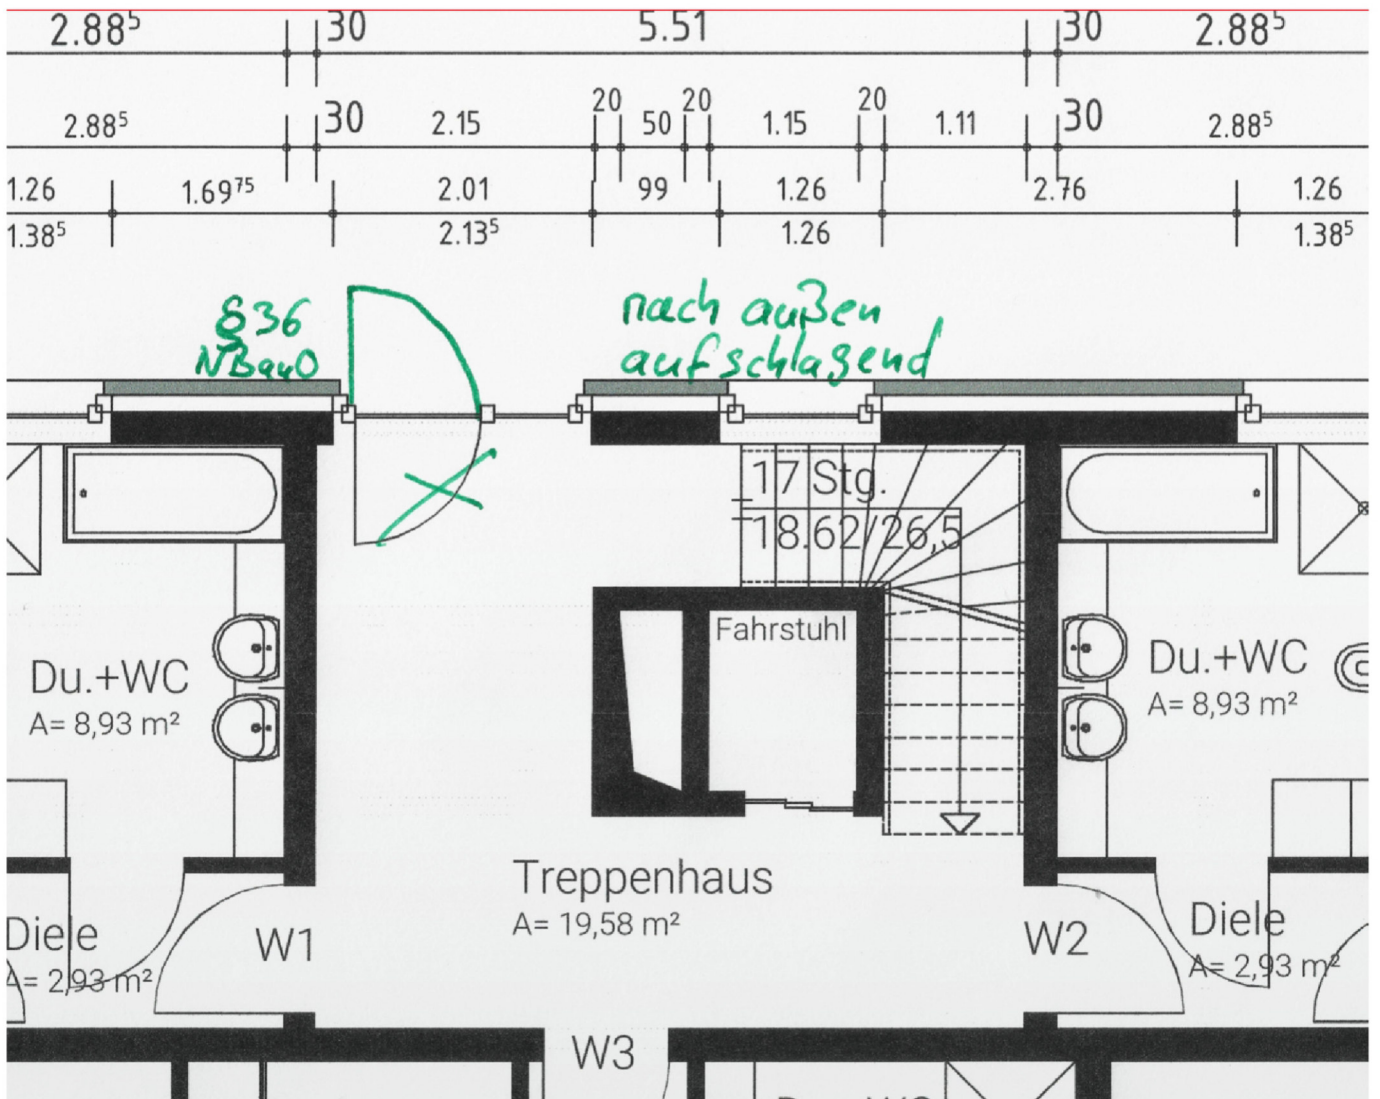 2.88⁵ 30 5.51 30 2.88⁵
20 20 20
2.88⁵ 30 2.15 50 1.15 1.11 30 2.88⁵
1.26 1.69⁷⁵ 2.01 99 1.26 2.76 1.26
1.38⁵ 2.13⁵ 1.26 1.38⁵
§36
NBauO
nach außen
aufschlagend
17 Stg.
18.62/26,5
Fahrstuhl
Du.+WC
A= 8,93 m²
Du.+WC
A= 8,93 m²
Treppenhaus
A= 19,58 m²
Diele
A= 2,93 m²
W1
W2
Diele
A= 2,93 m²
W3